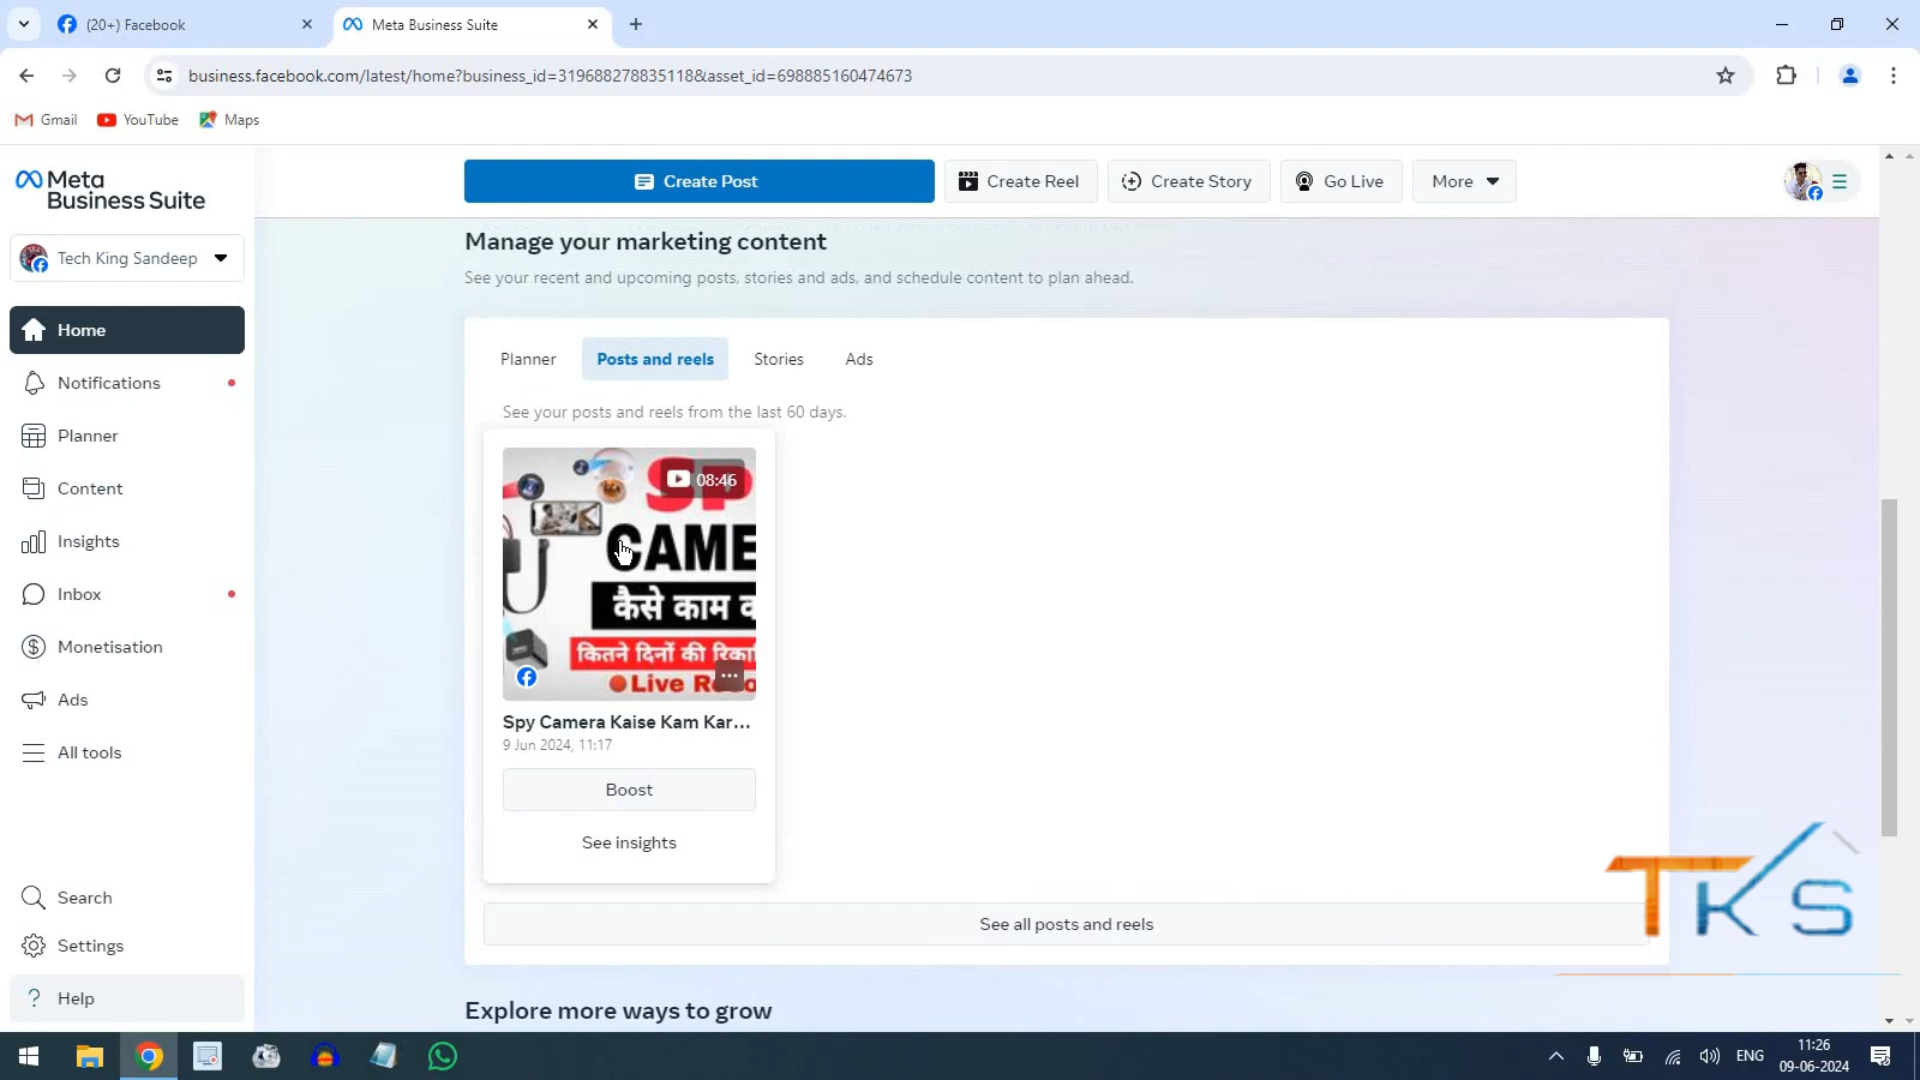 (20+) Facebook
Meta Business Suite
business.facebook.com/latest/home?business_id=319688278835118&asset_id=698885160474673
Gmail
YouTube
Maps
Meta
Business Suite
Create Post
Create Reel
Create Story
Go Live
More
Tech King Sandeep
Home
Notifications
Planner
Content
Insights
Inbox
Monetisation
Ads
All tools
Search
Settings
Help
Manage your marketing content
See your recent and upcoming posts, stories and ads, and schedule content to plan ahead.
Planner
Posts and reels
Stories
Ads
See your posts and reels from the last 60 days.
08:46
SP
CAME
कैसे काम क
कितने दिनों की रिका
Live R
Spy Camera Kaise Kam Kar...
9 Jun 2024, 11:17
Boost
See insights
See all posts and reels
Explore more ways to grow
TKS
ENG
11:26
09-06-2024